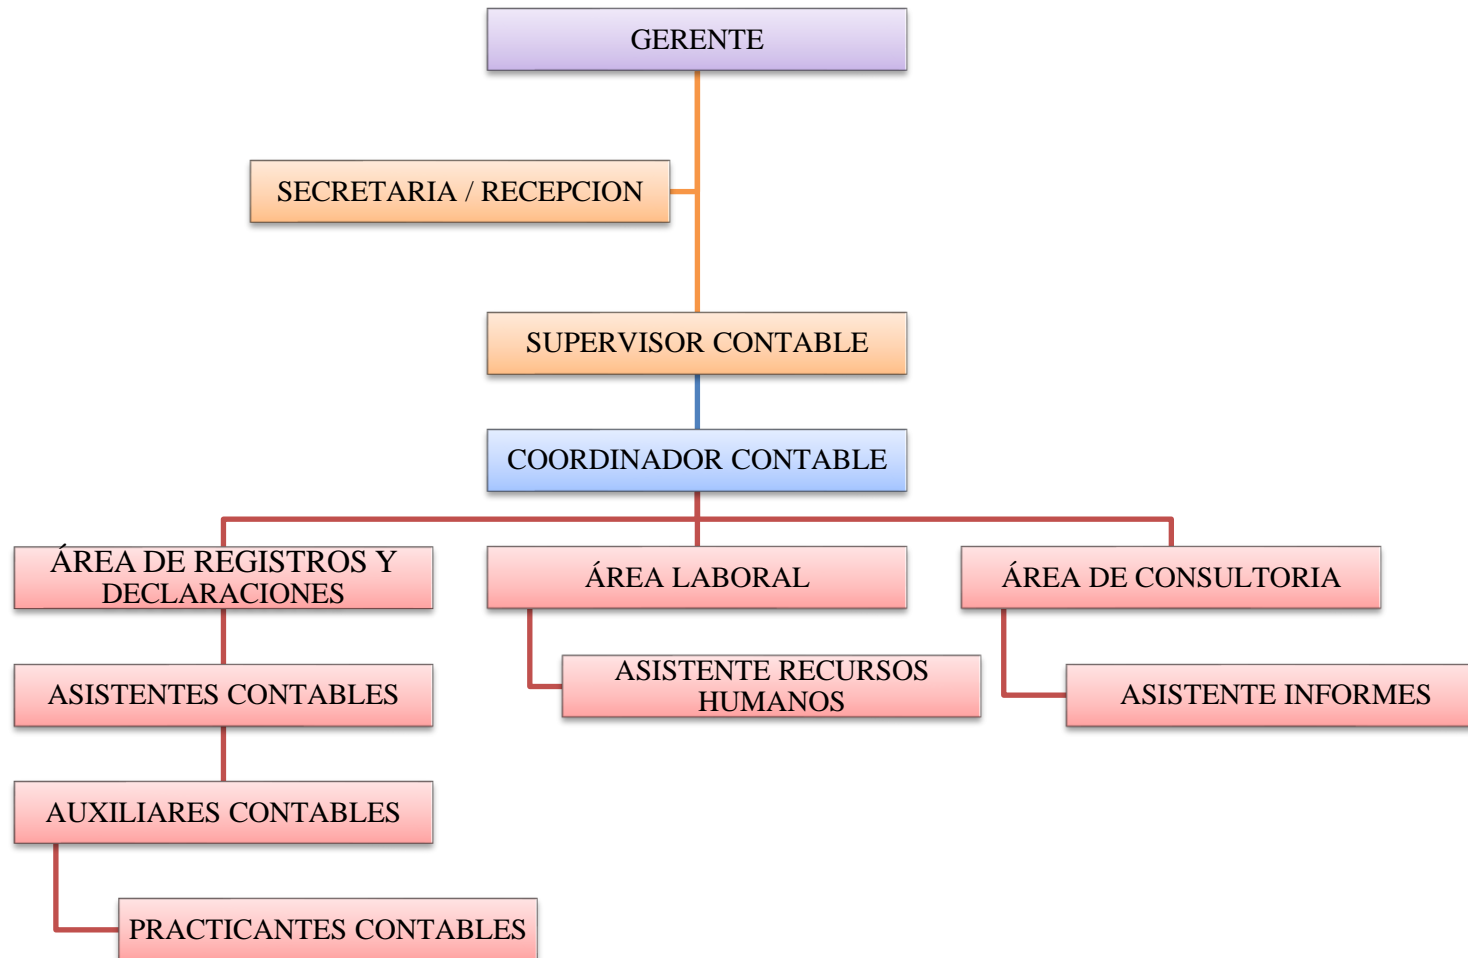 GERENTE
SECRETARIA / RECEPCION
SUPERVISOR CONTABLE
COORDINADOR CONTABLE
ÁREA DE REGISTROS Y
DECLARACIONES
ÁREA LABORAL
ÁREA DE CONSULTORIA
ASISTENTES CONTABLES
ASISTENTE RECURSOS
HUMANOS
ASISTENTE INFORMES
AUXILIARES CONTABLES
PRACTICANTES CONTABLES